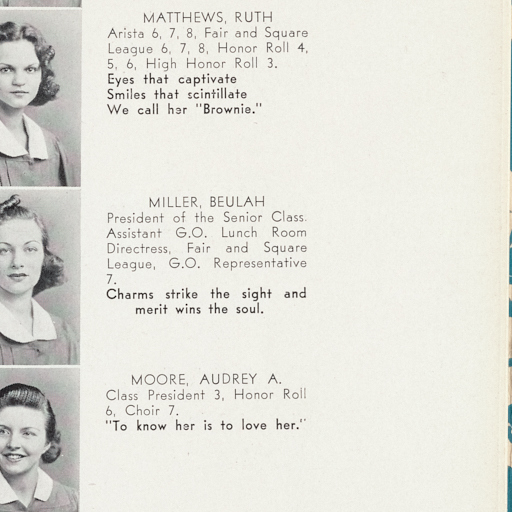 MATTHEWS, RUTH
Arista 6, 7, 8, Fair and Square
League 6, 7, 8, Honor Roll 4,
5, 6, High Honor Roll 3.
Eyes that captivate
Smiles that scintillate
We call her "Brownie."
MILLER, BEULAH
President of the Senior Class.
Assistant G.O. Lunch Room
Directress, Fair and Square
League, G.O. Representative
7.
Charms strike the sight and
merit wins the soul.
MOORE, AUDREY A.
Class President 3, Honor Roll
6, Choir 7.
"To know her is to love her."